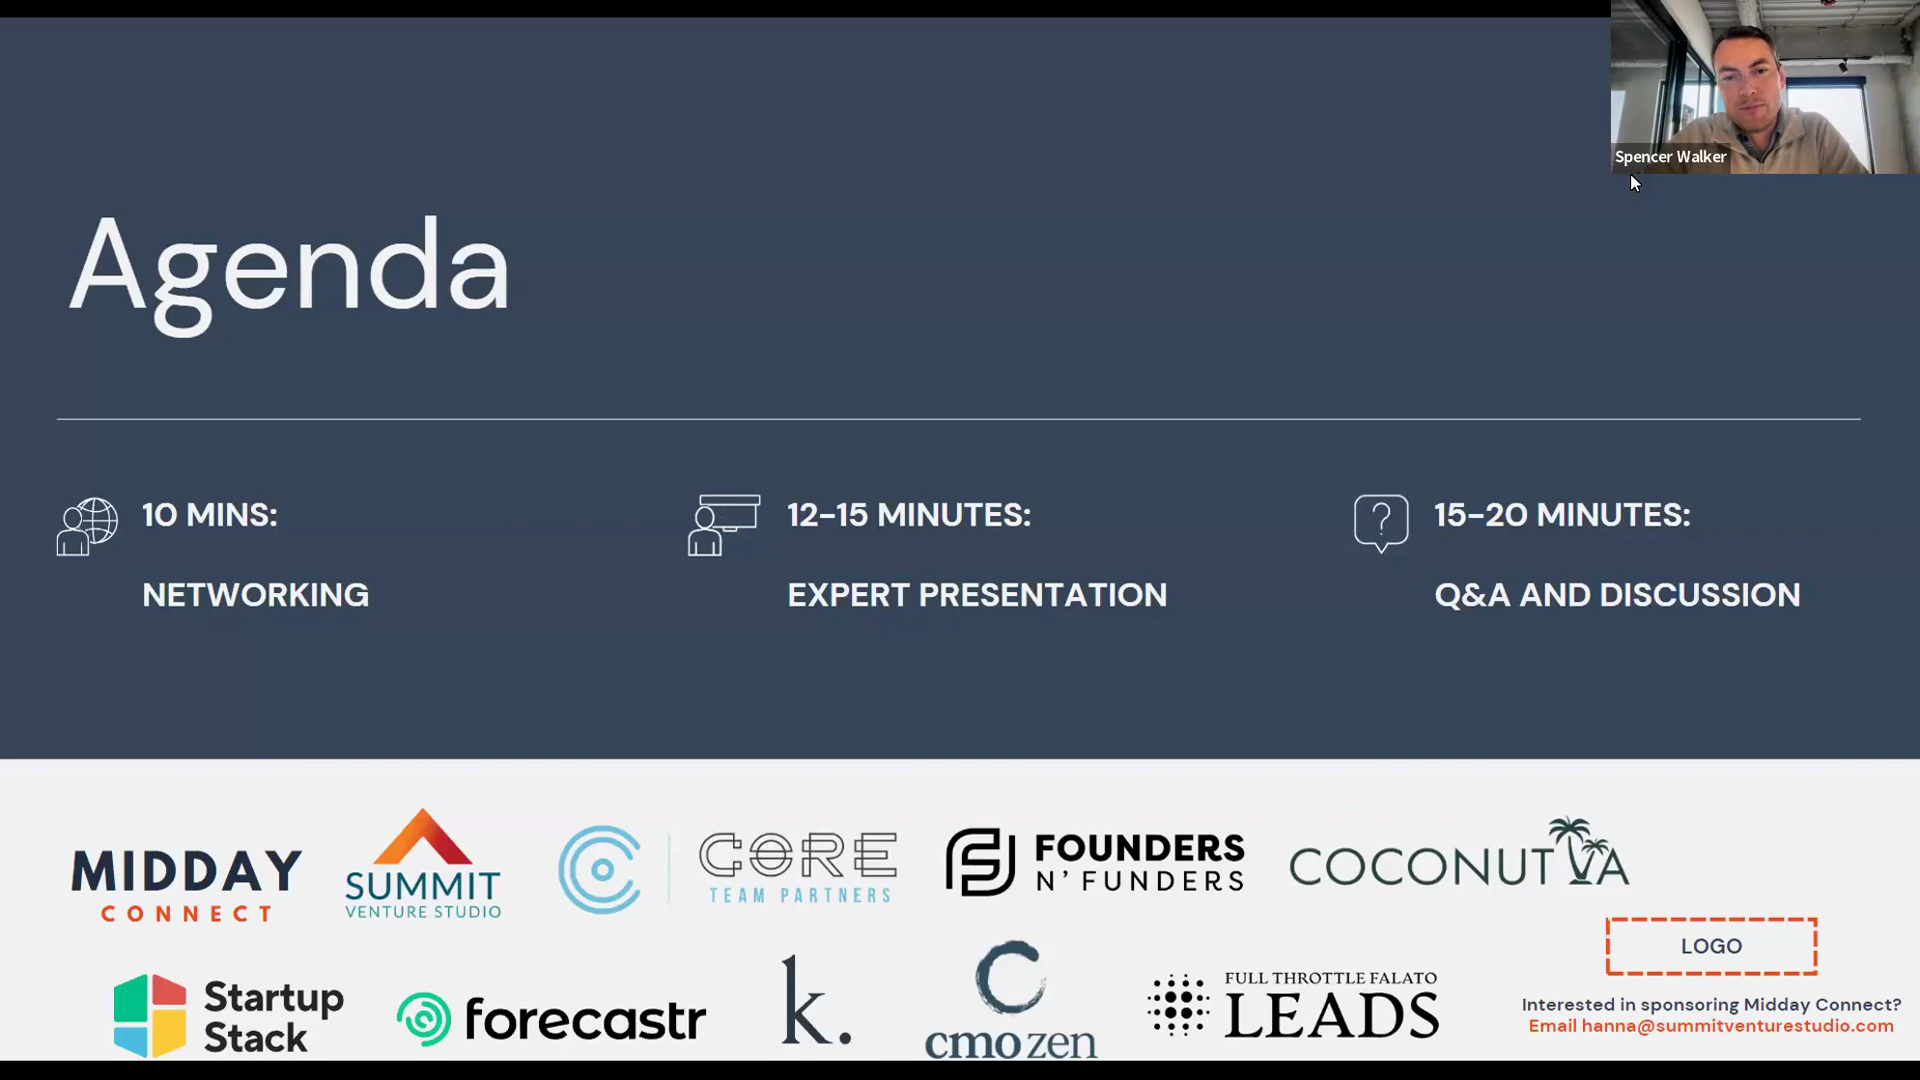 Spencer Walker
Agenda
10 MINS:
NETWORKING
12-15 MINUTES:
EXPERT PRESENTATION
15-20 MINUTES:
Q&A AND DISCUSSION
MIDDAY
CONNECT
SUMMIT
VENTURE STUDIO
CORE
TEAM PARTNERS
FOUNDERS
N' FUNDERS
COCONUT VA
Startup
Stack
forecastr
k.
cmo zen
FULL THROTTLE FALATO
LEADS
LOGO
Interested in sponsoring Midday Connect?
Email hanna@summitventurestudio.com